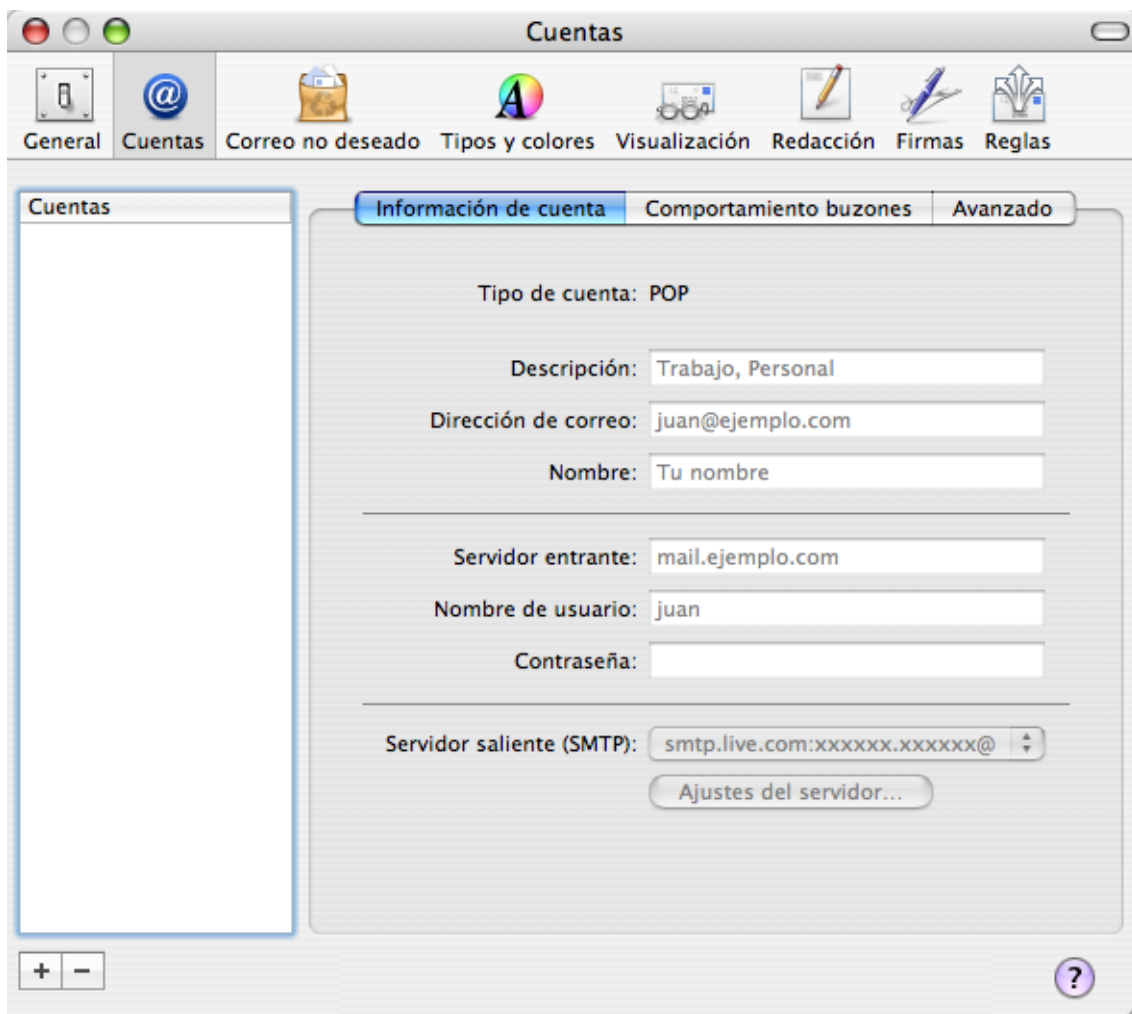 Cuentas
General Cuentas Correo no deseado Tipos y colores Visualización Redacción Firmas Reglas
Cuentas
Información de cuenta Comportamiento buzones Avanzado
Tipo de cuenta: POP
Descripción: Trabajo, Personal
Dirección de correo: juan@ejemplo.com
Nombre: Tu nombre
Servidor entrante: mail.ejemplo.com
Nombre de usuario: juan
Contraseña:
Servidor saliente (SMTP): smtp.live.com:xxxxxx.xxxxxx@
Ajustes del servidor...
+ − ?